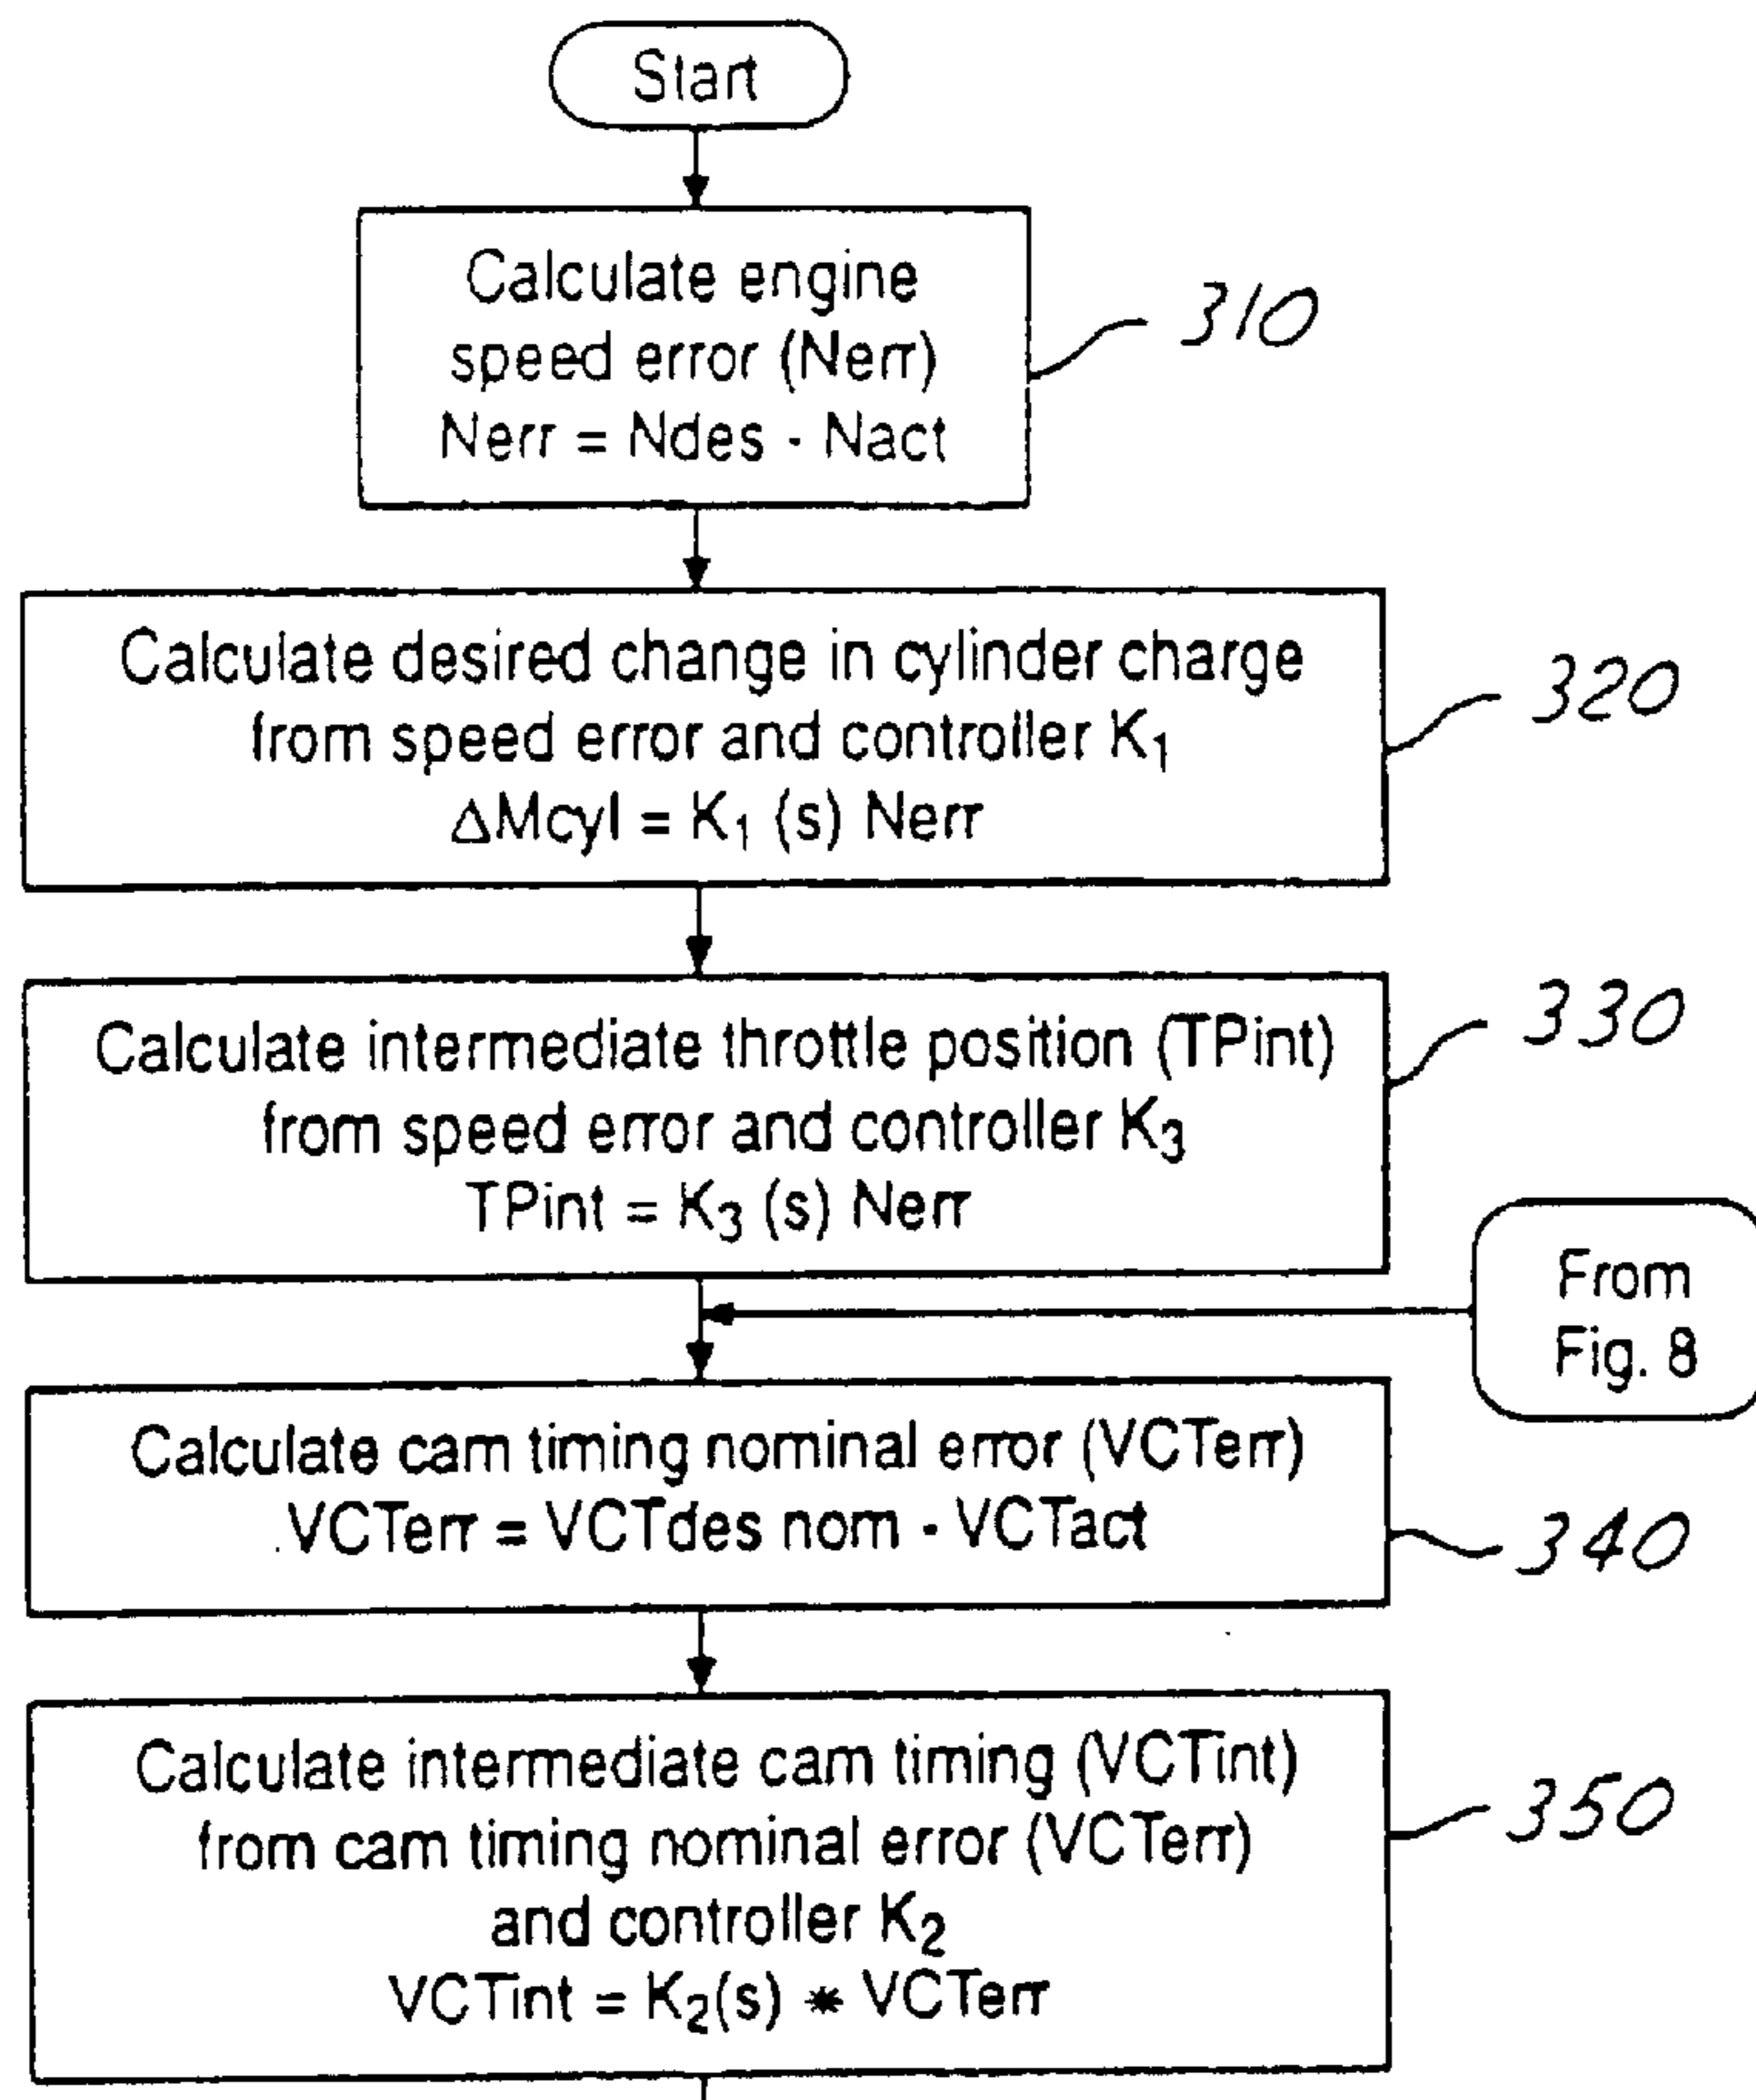 Start
Calculate engine
speed error (Nerr)
Nerr = Ndes - Nact
310
Calculate desired change in cylinder charge
from speed error and controller K₁
ΔMcyl = K₁ (s) Nerr
320
Calculate intermediate throttle position (TPint)
from speed error and controller K₃
TPint = K₃ (s) Nerr
330
From
Fig. 8
Calculate cam timing nominal error (VCTerr)
VCTerr = VCTdes nom - VCTact
340
Calculate intermediate cam timing (VCTint)
from cam timing nominal error (VCTerr)
and controller K₂
VCTint = K₂(s) * VCTerr
350